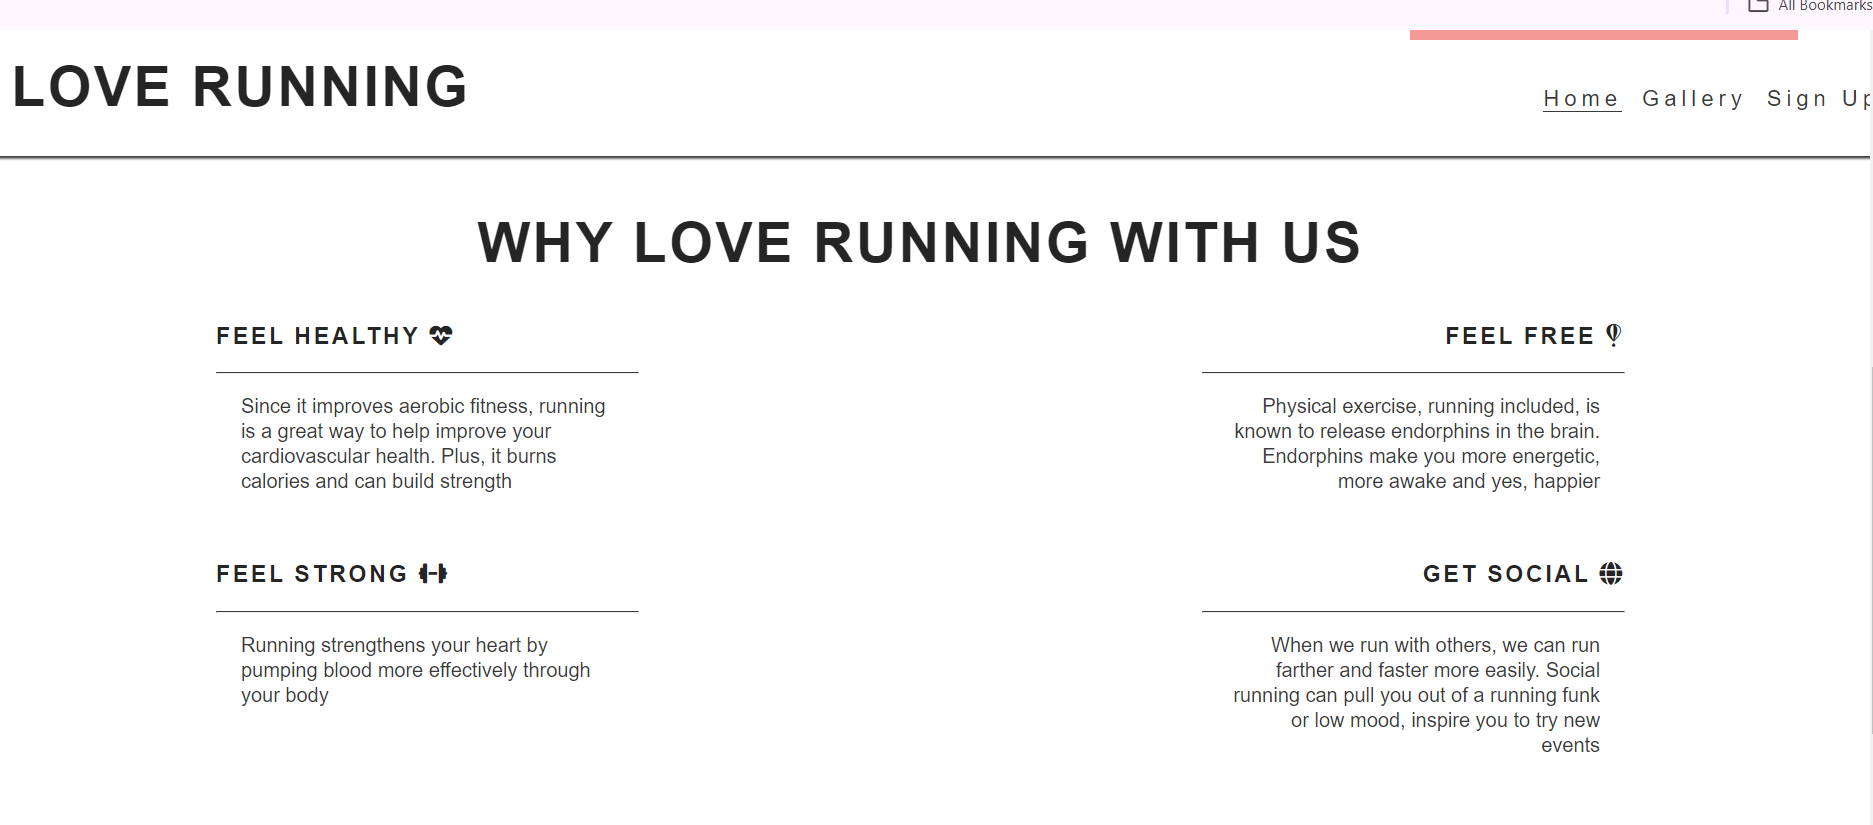 All Bookmarks
LOVE RUNNING
Home Gallery Sign Up
WHY LOVE RUNNING WITH US
FEEL HEALTHY
Since it improves aerobic fitness, running
is a great way to help improve your
cardiovascular health. Plus, it burns
calories and can build strength
FEEL FREE
Physical exercise, running included, is
known to release endorphins in the brain.
Endorphins make you more energetic,
more awake and yes, happier
FEEL STRONG
Running strengthens your heart by
pumping blood more effectively through
your body
GET SOCIAL
When we run with others, we can run
farther and faster more easily. Social
running can pull you out of a running funk
or low mood, inspire you to try new
events